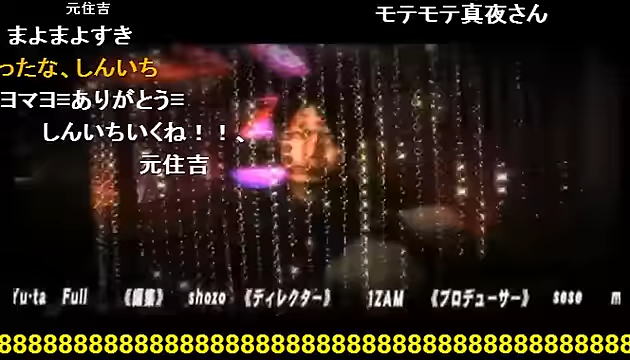 元住吉
モテモテ真夜さん
まよまよすき
ったな、しんいち
ヨマヨ≡ありがとう≡
しんいちいくね！！、
元住吉
Yu-ta Full 《編集》 shozo 《ディレクター》 IZAM 《プロデューサー》 sose m
88888888888888888888888888888888888888888888888888